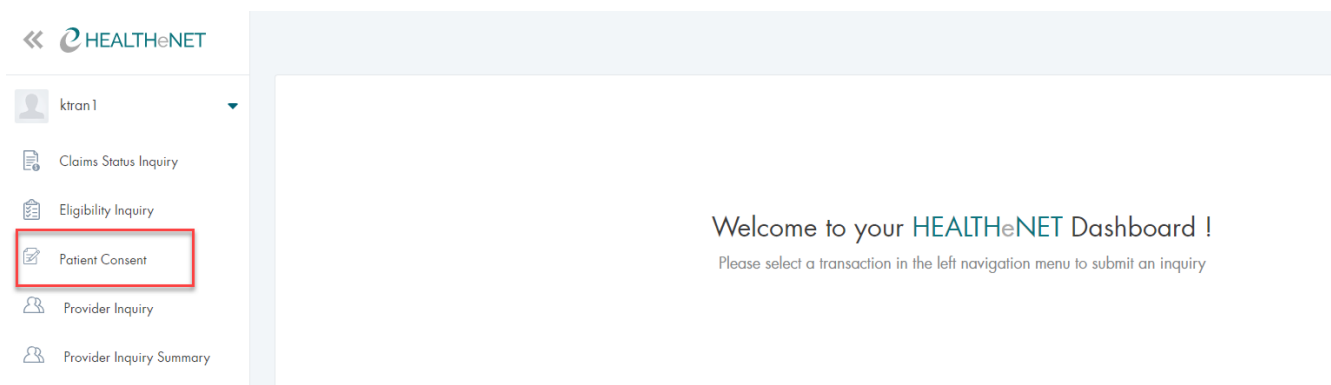 HEALTHeNET
ktran1
Claims Status Inquiry
Eligibility Inquiry
Patient Consent
Provider Inquiry
Provider Inquiry Summary
Welcome to your HEALTHeNET Dashboard !
Please select a transaction in the left navigation menu to submit an inquiry